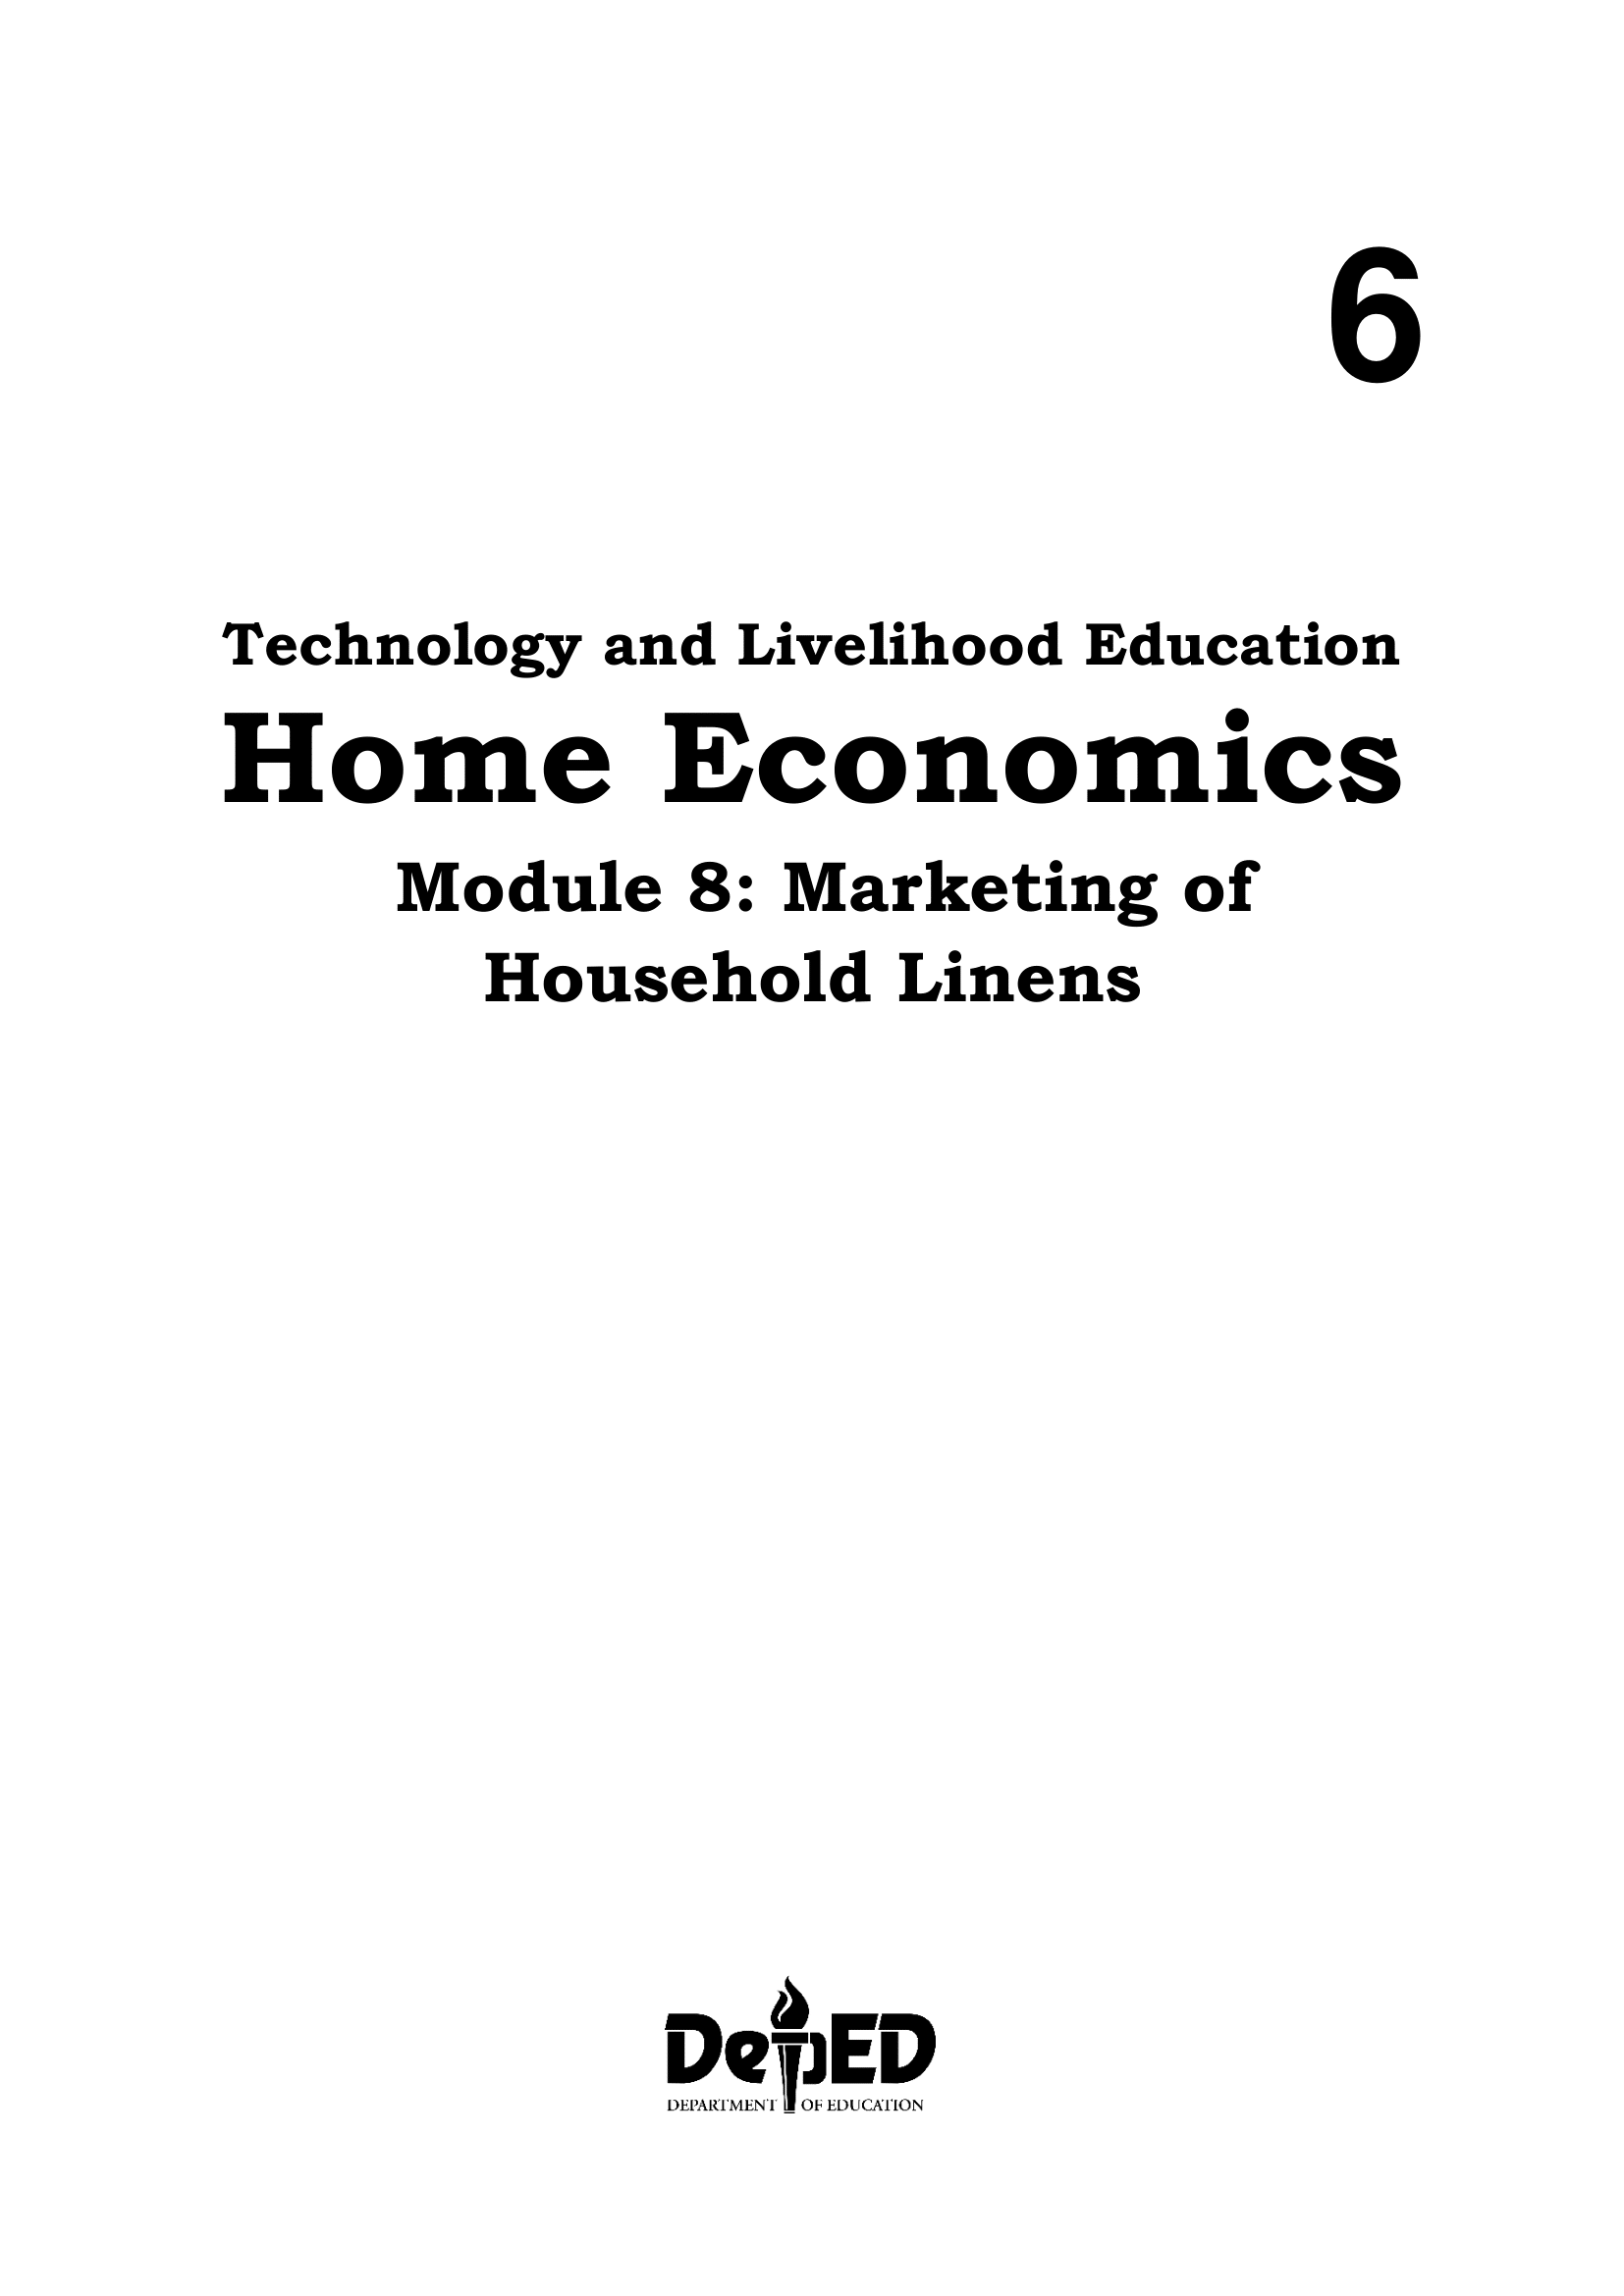 6
Technology and Livelihood Education
Home Economics
Module 8: Marketing of
Household Linens
DepED
DEPARTMENT OF EDUCATION